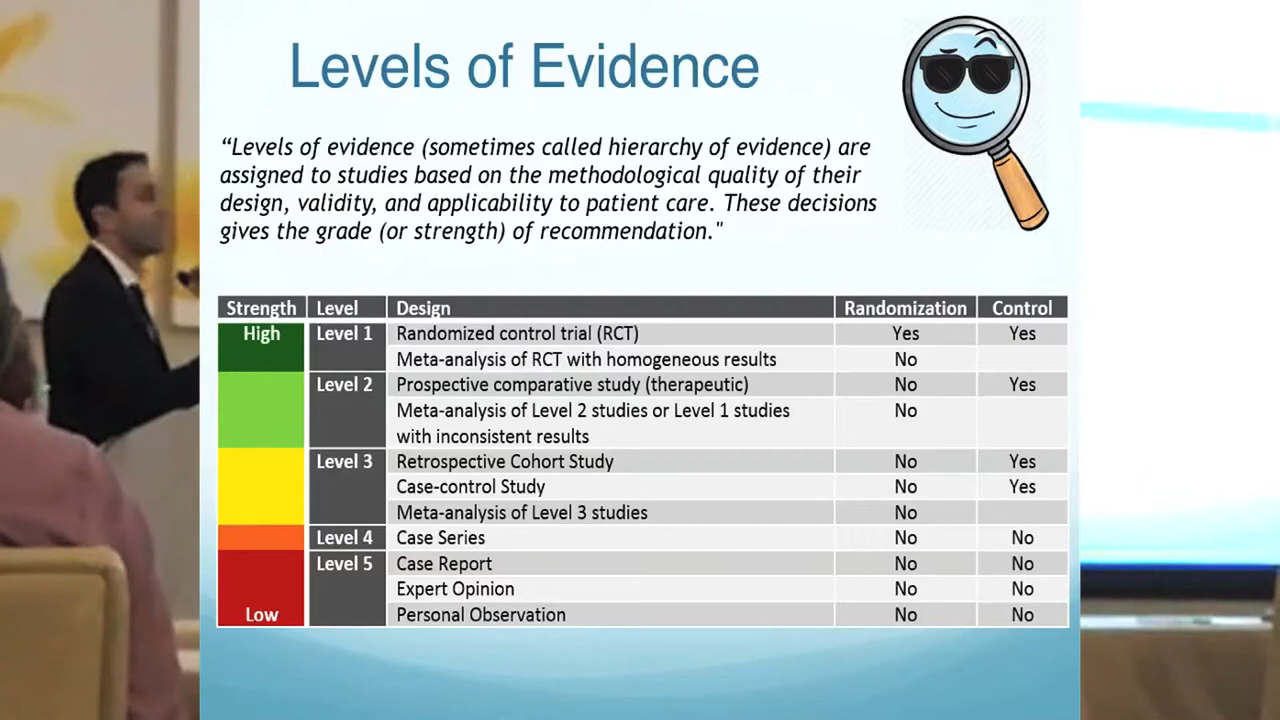 Levels of Evidence
“Levels of evidence (sometimes called hierarchy of evidence) are
assigned to studies based on the methodological quality of their
design, validity, and applicability to patient care. These decisions
gives the grade (or strength) of recommendation."
Strength Level Design Randomization Control
High Level 1 Randomized control trial (RCT) Yes Yes
Meta-analysis of RCT with homogeneous results No
Level 2 Prospective comparative study (therapeutic) No Yes
Meta-analysis of Level 2 studies or Level 1 studies No
with inconsistent results
Level 3 Retrospective Cohort Study No Yes
Case-control Study No Yes
Meta-analysis of Level 3 studies No
Level 4 Case Series No No
Level 5 Case Report No No
Expert Opinion No No
Low Personal Observation No No